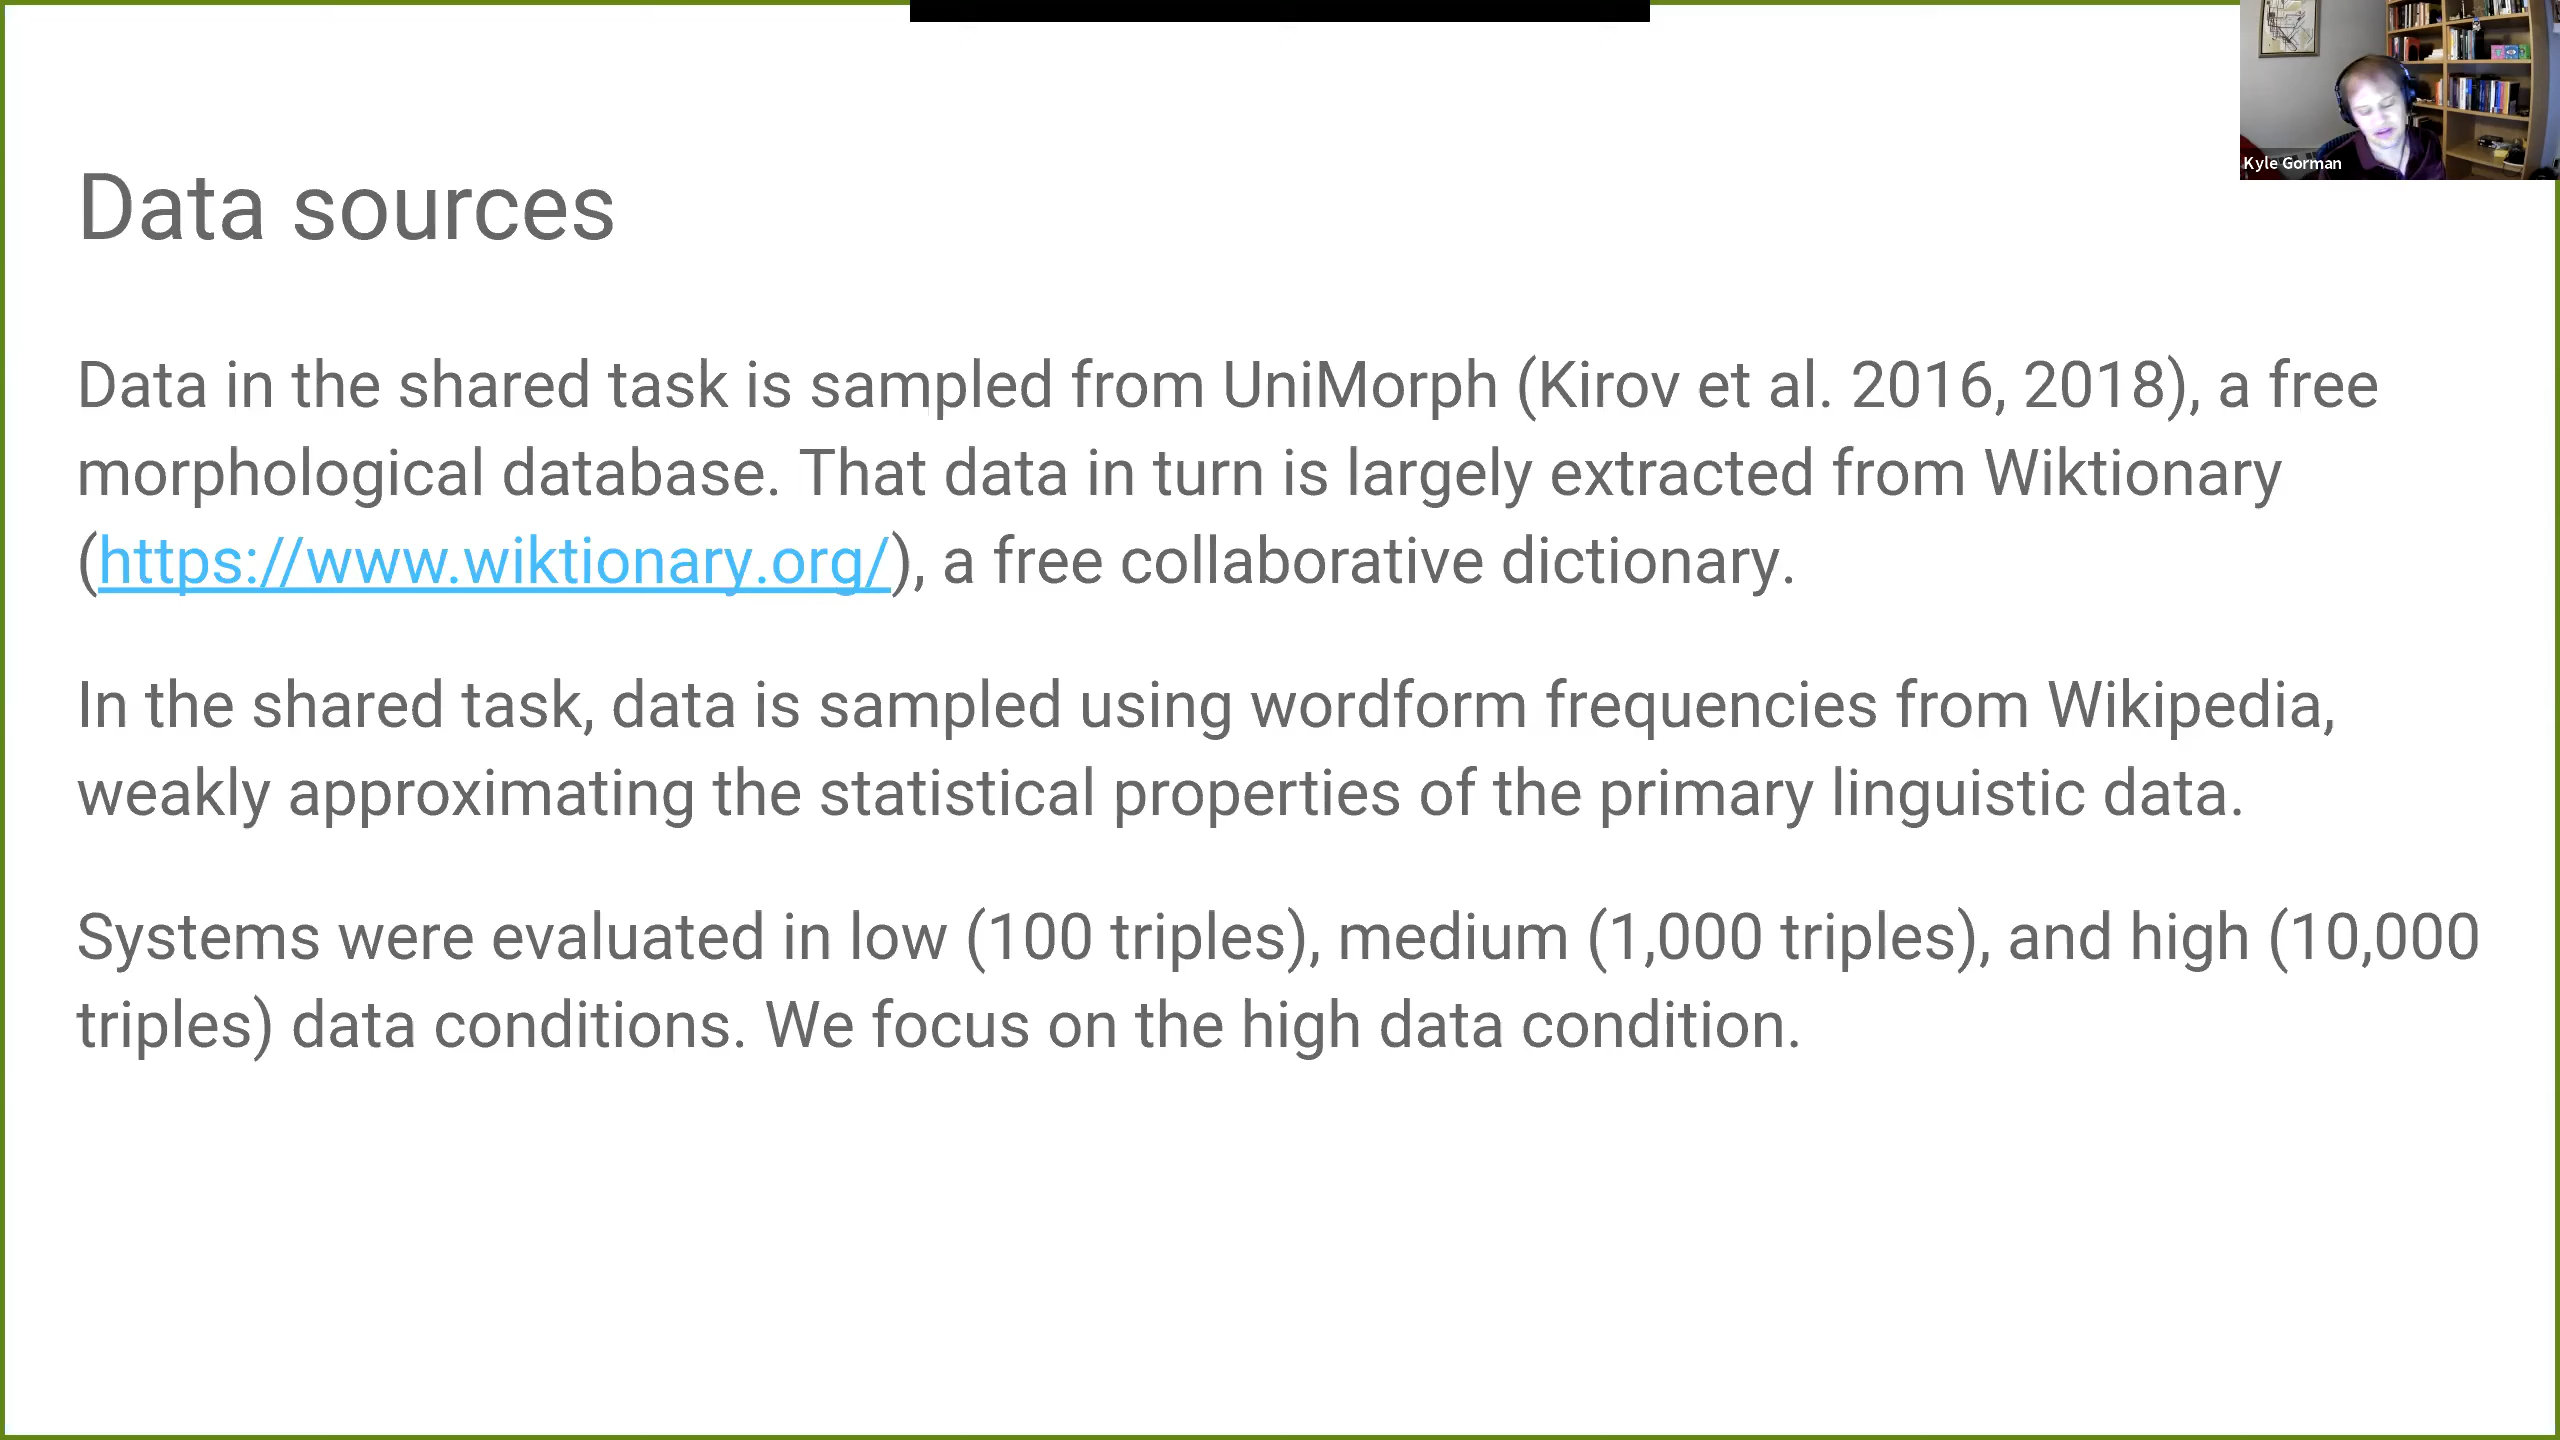 Kyle Gorman
Data sources
Data in the shared task is sampled from UniMorph (Kirov et al. 2016, 2018), a free
morphological database. That data in turn is largely extracted from Wiktionary
(https://www.wiktionary.org/), a free collaborative dictionary.
In the shared task, data is sampled using wordform frequencies from Wikipedia,
weakly approximating the statistical properties of the primary linguistic data.
Systems were evaluated in low (100 triples), medium (1,000 triples), and high (10,000
triples) data conditions. We focus on the high data condition.